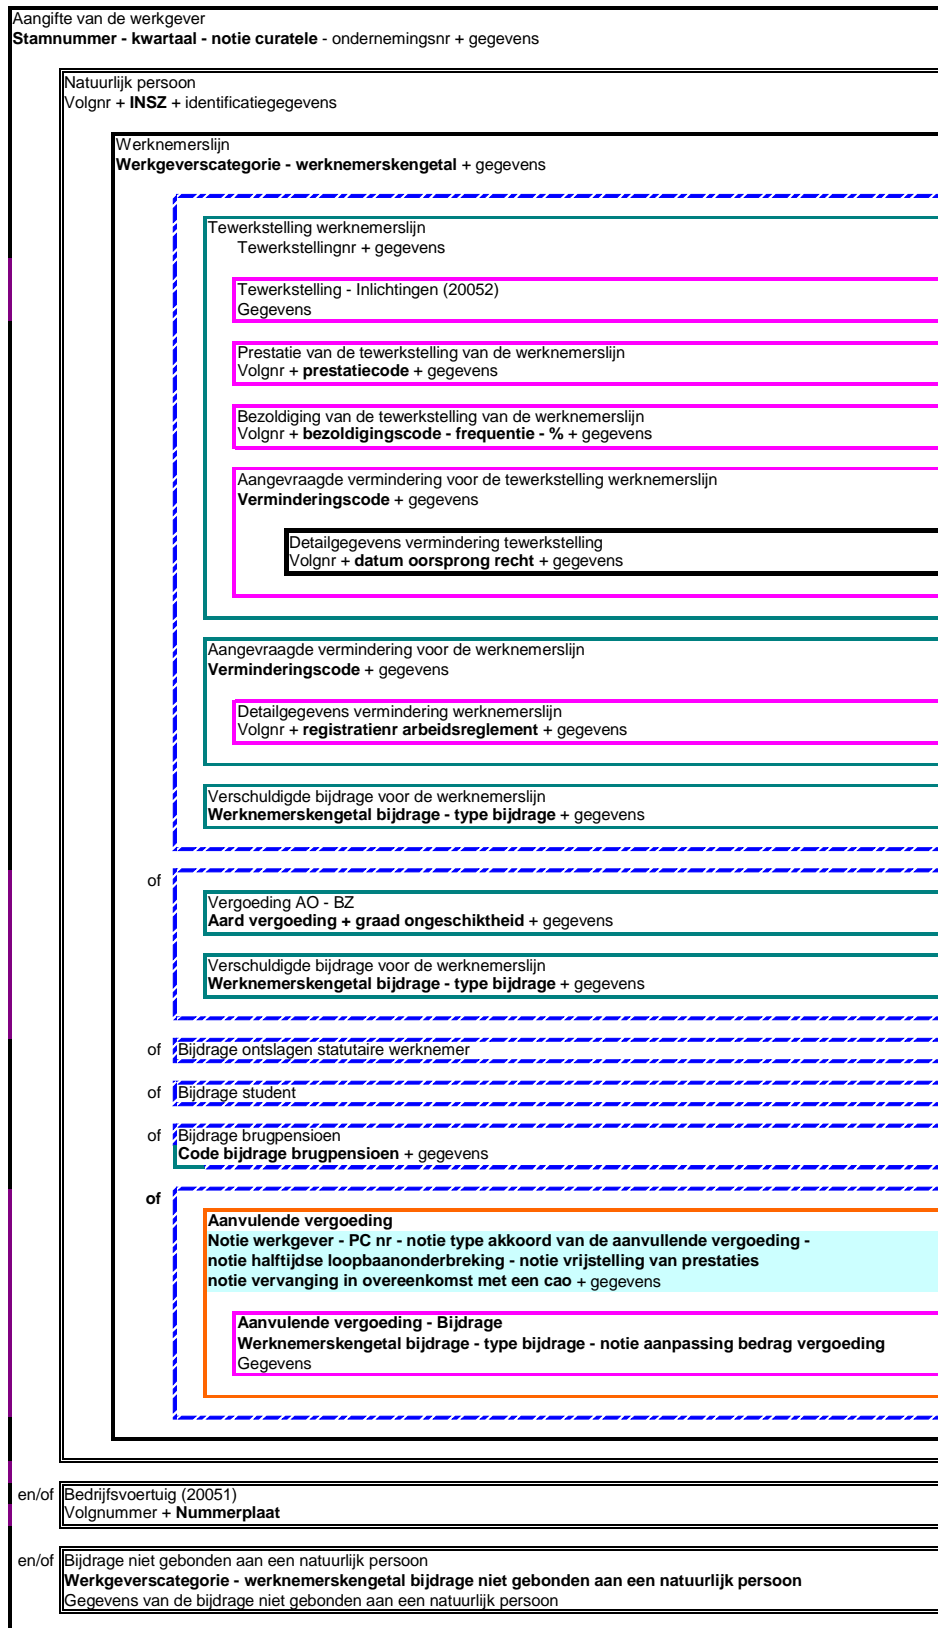 Aangifte van de werkgever
Stamnummer - kwartaal - notie curatele - ondernemingsnr + gegevens
Natuurlijk persoon
Volgnr + INSZ + identificatiegegevens
Werknemerslijn
Werkgeverscategorie - werknemerskengetal + gegevens
Tewerkstelling werknemerslijn
Tewerkstellingnr + gegevens
Tewerkstelling - Inlichtingen (20052)
Gegevens
Prestatie van de tewerkstelling van de werknemerslijn
Volgnr + prestatiecode + gegevens
Bezoldiging van de tewerkstelling van de werknemerslijn
Volgnr + bezoldigingscode - frequentie - % + gegevens
Aangevraagde vermindering voor de tewerkstelling werknemerslijn
Verminderingscode + gegevens
Detailgegevens vermindering tewerkstelling
Volgnr + datum oorsprong recht + gegevens
Aangevraagde vermindering voor de werknemerslijn
Verminderingscode + gegevens
Detailgegevens vermindering werknemerslijn
Volgnr + registratienr arbeidsreglement + gegevens
Verschuldigde bijdrage voor de werknemerslijn
Werknemerskengetal bijdrage - type bijdrage + gegevens
of
Vergoeding AO - BZ
Aard vergoeding + graad ongeschiktheid + gegevens
Verschuldigde bijdrage voor de werknemerslijn
Werknemerskengetal bijdrage - type bijdrage + gegevens
of Bijdrage ontslagen statutaire werknemer
of Bijdrage student
of Bijdrage brugpensioen
Code bijdrage brugpensioen + gegevens
of
Aanvulende vergoeding
Notie werkgever - PC nr - notie type akkoord van de aanvullende vergoeding -
notie halftijdse loopbaanonderbreking - notie vrijstelling van prestaties
notie vervanging in overeenkomst met een cao + gegevens
Aanvulende vergoeding - Bijdrage
Werknemerskengetal bijdrage - type bijdrage - notie aanpassing bedrag vergoeding
Gegevens
en/of Bedrijfsvoertuig (20051)
Volgnummer + Nummerplaat
en/of Bijdrage niet gebonden aan een natuurlijk persoon
Werkgeverscategorie - werknemerskengetal bijdrage niet gebonden aan een natuurlijk persoon
Gegevens van de bijdrage niet gebonden aan een natuurlijk persoon